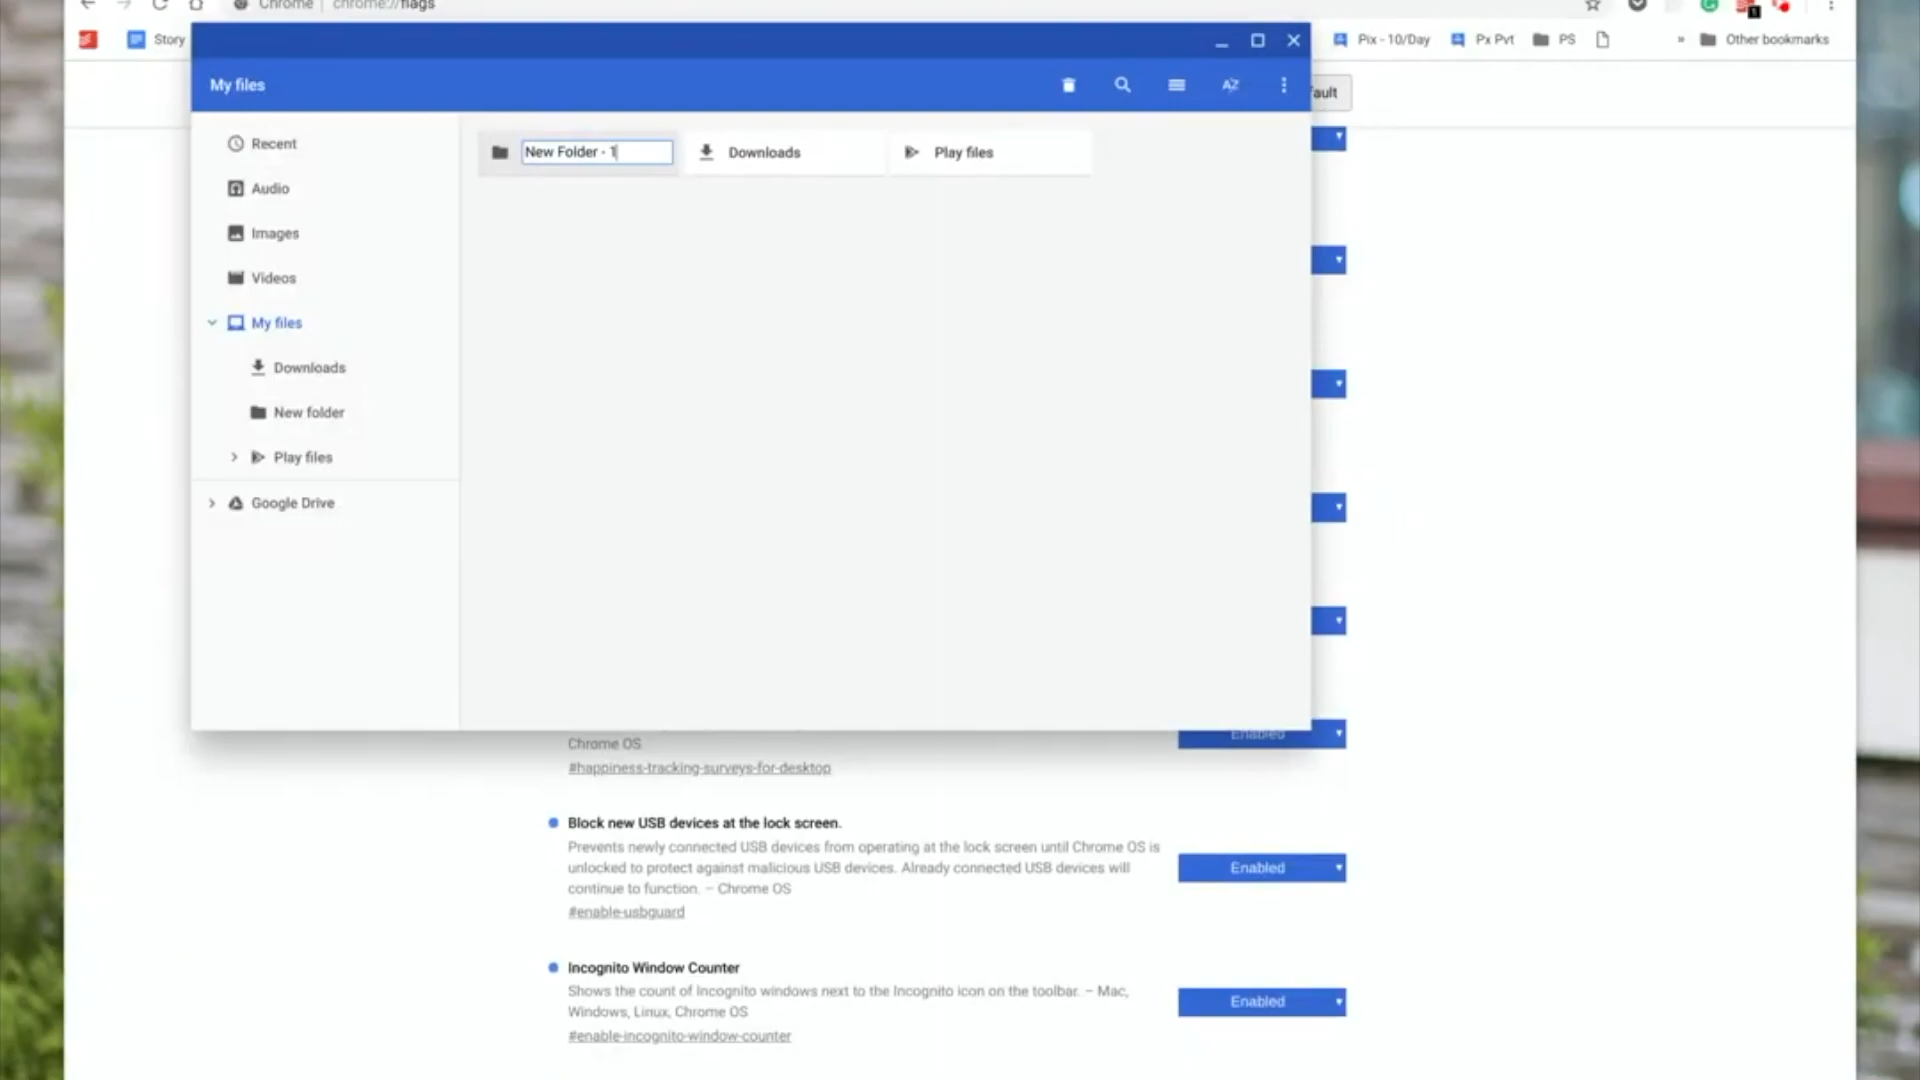 Chrome | chrome://flags
Story
Pix - 10/Day
Px Pvt
PS
»
Other bookmarks
1
ault
My files
AZ
Recent
Audio
Images
Videos
My files
Downloads
New folder
Play files
Google Drive
New Folder - 1
Downloads
Play files
Chrome OS
#happiness-tracking-surveys-for-desktop
Enabled
Block new USB devices at the lock screen.
Prevents newly connected USB devices from operating at the lock screen until Chrome OS is
unlocked to protect against malicious USB devices. Already connected USB devices will
continue to function. – Chrome OS
#enable-usbguard
Enabled
Incognito Window Counter
Shows the count of Incognito windows next to the Incognito icon on the toolbar. – Mac,
Windows, Linux, Chrome OS
#enable-incognito-window-counter
Enabled